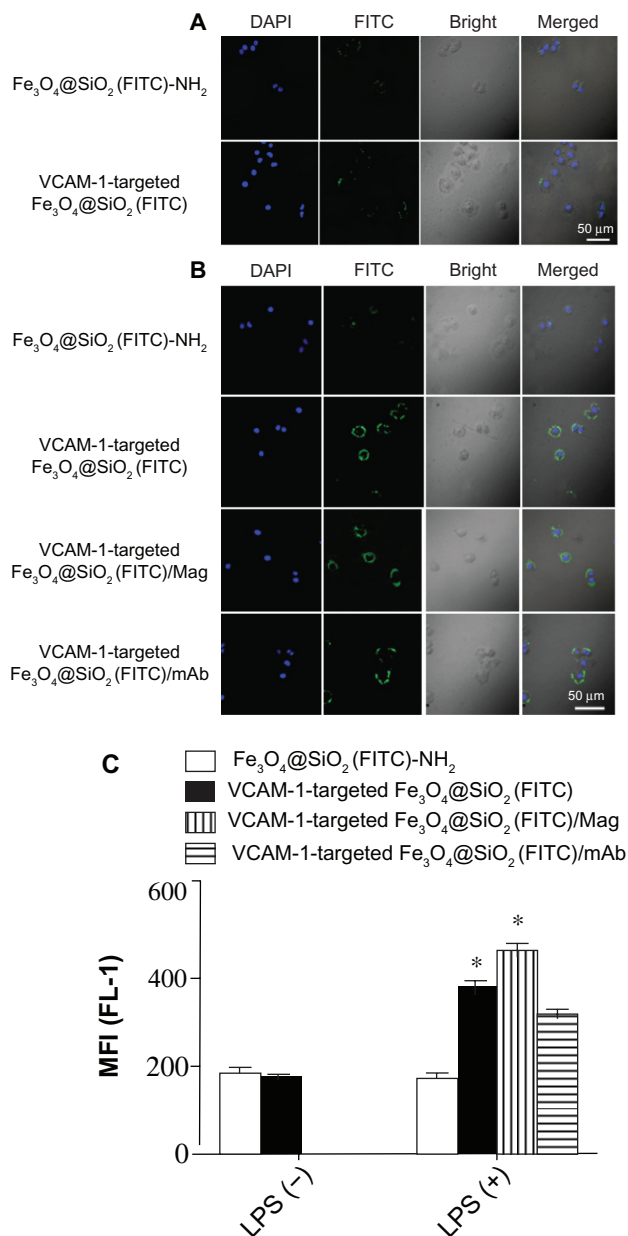 A
DAPI FITC Bright Merged
Fe₃O₄@SiO₂(FITC)-NH₂
VCAM-1-targeted
Fe₃O₄@SiO₂(FITC)
50 µm
B
DAPI FITC Bright Merged
Fe₃O₄@SiO₂(FITC)-NH₂
VCAM-1-targeted
Fe₃O₄@SiO₂(FITC)
VCAM-1-targeted
Fe₃O₄@SiO₂(FITC)/Mag
VCAM-1-targeted
Fe₃O₄@SiO₂(FITC)/mAb
50 µm
C
Fe₃O₄@SiO₂(FITC)-NH₂
VCAM-1-targeted Fe₃O₄@SiO₂(FITC)
VCAM-1-targeted Fe₃O₄@SiO₂(FITC)/Mag
VCAM-1-targeted Fe₃O₄@SiO₂(FITC)/mAb
MFI (FL-1)
600
400
200
0
* *
LPS (−)
LPS (+)